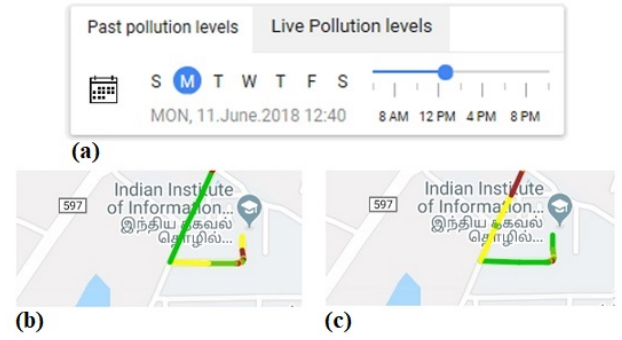 Past pollution levels Live Pollution levels
S M T W T F S
MON, 11.June.2018 12:40 8 AM 12 PM 4 PM 8 PM
(a)
Indian Institute
of Information...
இந்திய தகவல்
தொழில்...
597
Indian Institute
of Information...
இந்திய தகவல்
தொழில்...
597
(b) (c)